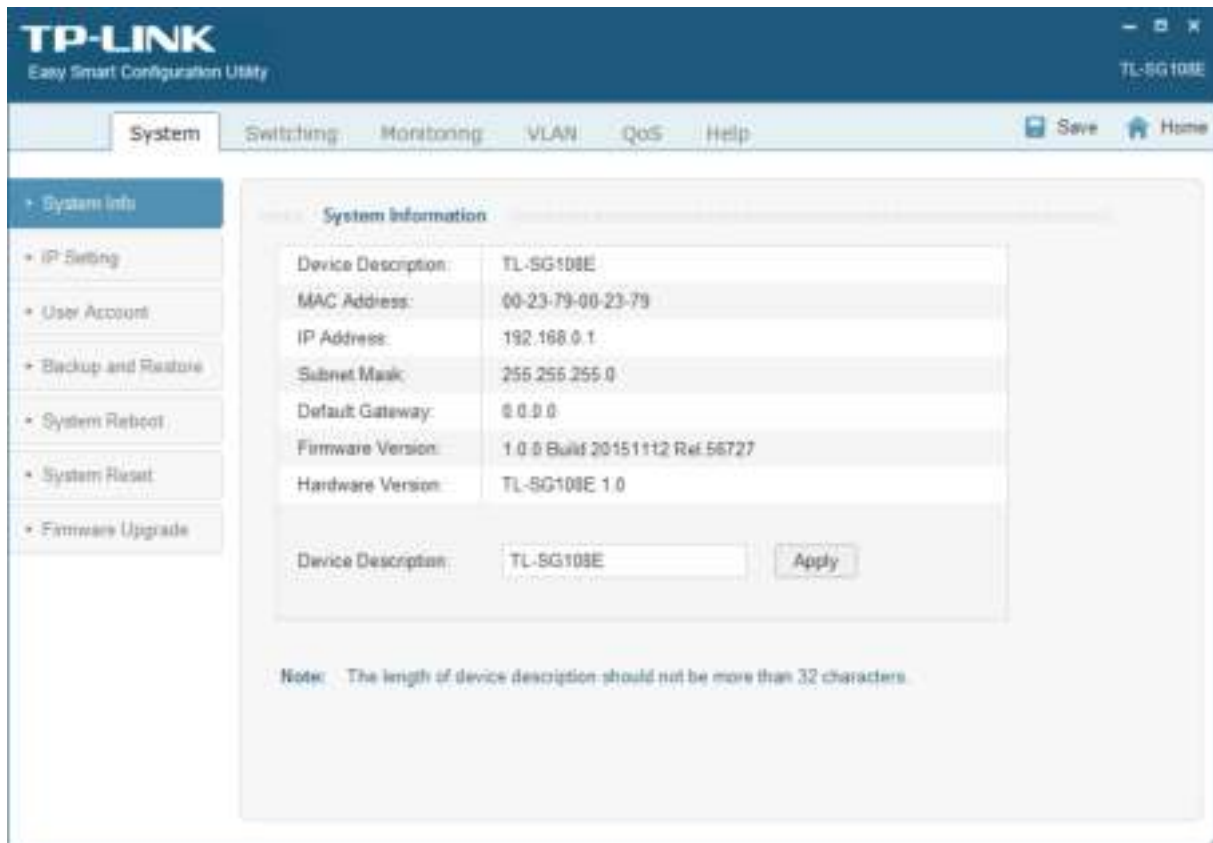 TP-LINK
Easy Smart Configuration Utility
TL-SG108E
System Switching Monitoring VLAN QoS Help Save Home
System Info
IP Setting
User Account
Backup and Restore
System Reboot
System Reset
Firmware Upgrade
System Information
Device Description: TL-SG108E
MAC Address: 00-23-79-00-23-79
IP Address: 192.168.0.1
Subnet Mask: 255.255.255.0
Default Gateway: 0.0.0.0
Firmware Version: 1.0.0 Build 20151112 Rel.56727
Hardware Version: TL-SG108E 1.0
Device Description: TL-SG108E Apply
Note: The length of device description should not be more than 32 characters.